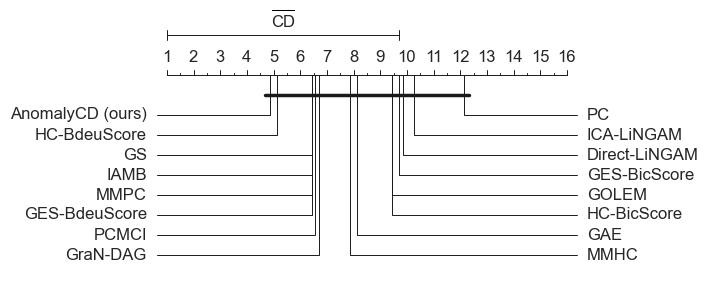 CD
1 2 3 4 5 6 7 8 9 10 11 12 13 14 15 16
AnomalyCD (ours) PC
HC-BdeuScore ICA-LiNGAM
GS Direct-LiNGAM
IAMB GES-BicScore
MMPC GOLEM
GES-BdeuScore HC-BicScore
PCMCI GAE
GraN-DAG MMHC